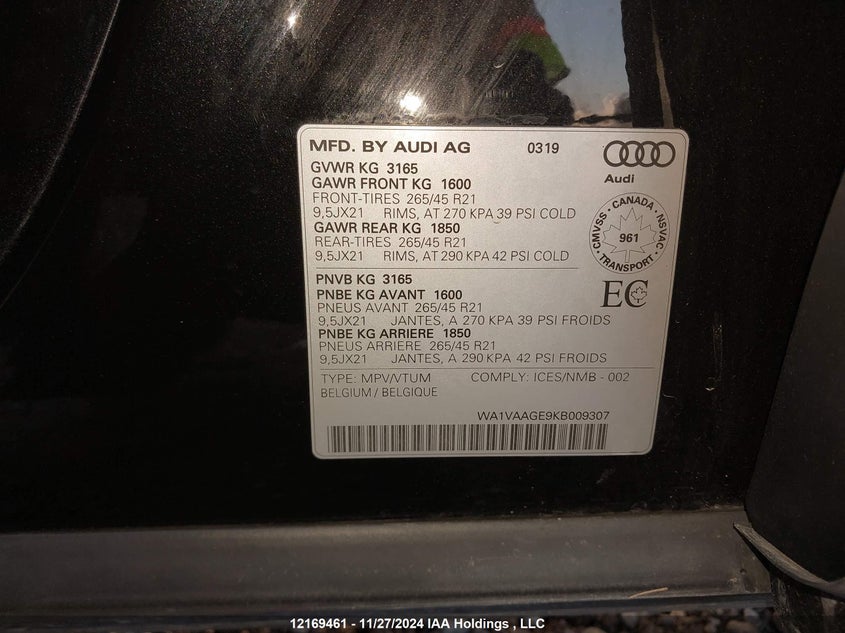 MFD. BY AUDI AG 0319
Audi
GVWR KG 3165
GAWR FRONT KG 1600
FRONT-TIRES 265/45 R21
9,5JX21 RIMS, AT 270 KPA 39 PSI COLD
GAWR REAR KG 1850
REAR-TIRES 265/45 R21
9,5JX21 RIMS, AT 290 KPA 42 PSI COLD
CMVSS · CANADA · NSVAC
961
TRANSPORT
PNVB KG 3165
PNBE KG AVANT 1600
PNEUS AVANT 265/45 R21
9,5JX21 JANTES, A 270 KPA 39 PSI FROIDS
EC
PNBE KG ARRIERE 1850
PNEUS ARRIERE 265/45 R21
9,5JX21 JANTES, A 290 KPA 42 PSI FROIDS
TYPE: MPV/VTUM COMPLY: ICES/NMB - 002
BELGIUM / BELGIQUE
WA1VAAGE9KB009307
12169461 - 11/27/2024 IAA Holdings , LLC